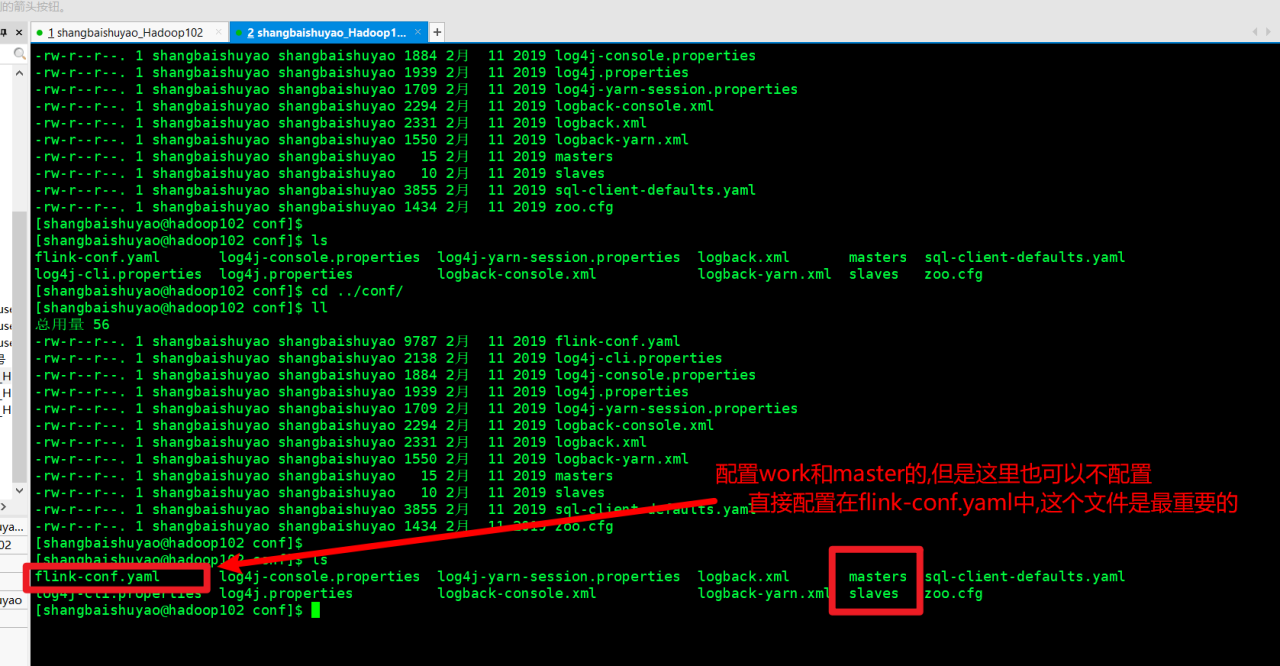 的箭头按钮。
1 shangbaishuyao_Hadoop102 × 2 shangbaishuyao_Hadoop1... × +
-rw-r--r--. 1 shangbaishuyao shangbaishuyao 1884 2月  11 2019 log4j-console.properties
-rw-r--r--. 1 shangbaishuyao shangbaishuyao 1939 2月  11 2019 log4j.properties
-rw-r--r--. 1 shangbaishuyao shangbaishuyao 1709 2月  11 2019 log4j-yarn-session.properties
-rw-r--r--. 1 shangbaishuyao shangbaishuyao 2294 2月  11 2019 logback-console.xml
-rw-r--r--. 1 shangbaishuyao shangbaishuyao 2331 2月  11 2019 logback.xml
-rw-r--r--. 1 shangbaishuyao shangbaishuyao 1550 2月  11 2019 logback-yarn.xml
-rw-r--r--. 1 shangbaishuyao shangbaishuyao   15 2月  11 2019 masters
-rw-r--r--. 1 shangbaishuyao shangbaishuyao   10 2月  11 2019 slaves
-rw-r--r--. 1 shangbaishuyao shangbaishuyao 3855 2月  11 2019 sql-client-defaults.yaml
-rw-r--r--. 1 shangbaishuyao shangbaishuyao 1434 2月  11 2019 zoo.cfg
[shangbaishuyao@hadoop102 conf]$
[shangbaishuyao@hadoop102 conf]$ ls
flink-conf.yaml       log4j-console.properties  log4j-yarn-session.properties  logback.xml       masters  sql-client-defaults.yaml
log4j-cli.properties  log4j.properties          logback-console.xml            logback-yarn.xml  slaves   zoo.cfg
[shangbaishuyao@hadoop102 conf]$ cd ../conf/
[shangbaishuyao@hadoop102 conf]$ ll
总用量 56
-rw-r--r--. 1 shangbaishuyao shangbaishuyao 9787 2月  11 2019 flink-conf.yaml
-rw-r--r--. 1 shangbaishuyao shangbaishuyao 2138 2月  11 2019 log4j-cli.properties
-rw-r--r--. 1 shangbaishuyao shangbaishuyao 1884 2月  11 2019 log4j-console.properties
-rw-r--r--. 1 shangbaishuyao shangbaishuyao 1939 2月  11 2019 log4j.properties
-rw-r--r--. 1 shangbaishuyao shangbaishuyao 1709 2月  11 2019 log4j-yarn-session.properties
-rw-r--r--. 1 shangbaishuyao shangbaishuyao 2294 2月  11 2019 logback-console.xml
-rw-r--r--. 1 shangbaishuyao shangbaishuyao 2331 2月  11 2019 logback.xml
-rw-r--r--. 1 shangbaishuyao shangbaishuyao 1550 2月  11 2019 logback-yarn.xml
-rw-r--r--. 1 shangbaishuyao shangbaishuyao   15 2月  11 2019 masters
-rw-r--r--. 1 shangbaishuyao shangbaishuyao   10 2月  11 2019 slaves
-rw-r--r--. 1 shangbaishuyao shangbaishuyao 3855 2月  11 2019 sql-client-defaults.yaml
-rw-r--r--. 1 shangbaishuyao shangbaishuyao 1434 2月  11 2019 zoo.cfg
配置work和master的,但是这里也可以不配置
直接配置在flink-conf.yaml中,这个文件是最重要的
[shangbaishuyao@hadoop102 conf]$
[shangbaishuyao@hadoop102 conf]$ ls
flink-conf.yaml       log4j-console.properties  log4j-yarn-session.properties  logback.xml       masters  sql-client-defaults.yaml
log4j-cli.properties  log4j.properties          logback-console.xml            logback-yarn.xml  slaves   zoo.cfg
[shangbaishuyao@hadoop102 conf]$